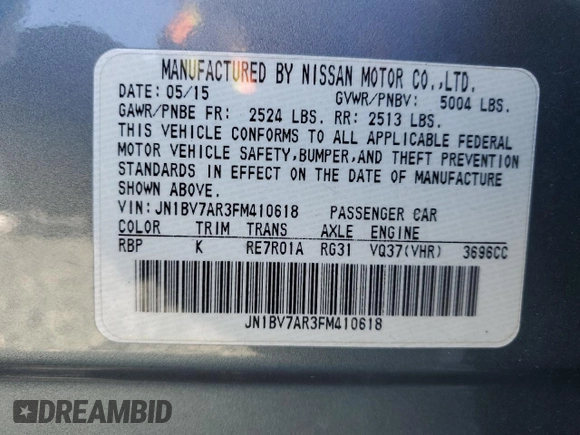 MANUFACTURED BY NISSAN MOTOR CO.,LTD.
DATE: 05/15 GVWR/PNBV: 5004 LBS.
GAWR/PNBE FR: 2524 LBS. RR: 2513 LBS.
THIS VEHICLE CONFORMS TO ALL APPLICABLE FEDERAL
MOTOR VEHICLE SAFETY,BUMPER,AND THEFT PREVENTION
STANDARDS IN EFFECT ON THE DATE OF MANUFACTURE
SHOWN ABOVE.
VIN:JN1BV7AR3FM410618 PASSENGER CAR
COLOR TRIM TRANS AXLE ENGINE
RBP K RE7R01A RG31 VQ37(VHR) 3696CC
JN1BV7AR3FM410618
DREAMBID